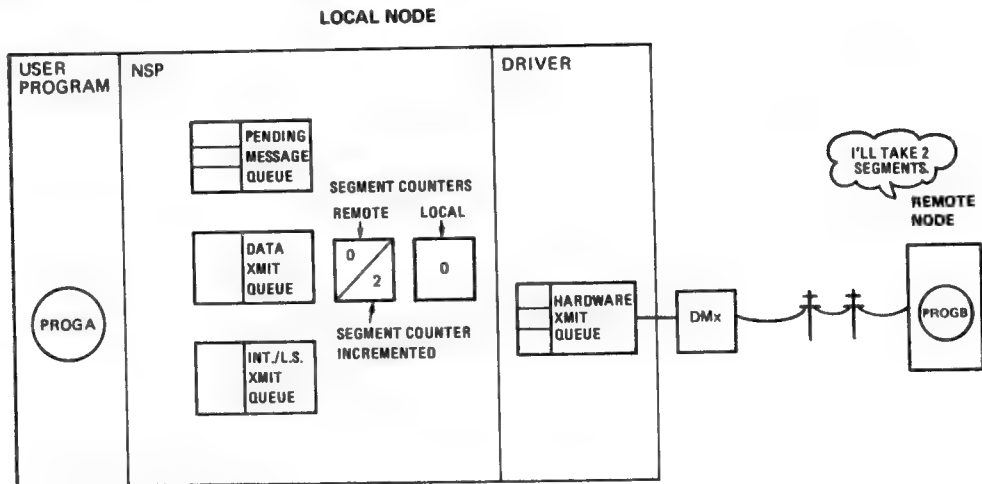 LOCAL NODE
USER
PROGRAM
NSP
DRIVER
PENDING
MESSAGE
QUEUE
I'LL TAKE 2
SEGMENTS.
SEGMENT COUNTERS
REMOTE
LOCAL
REMOTE
NODE
DATA
XMIT
QUEUE
0
2
0
PROGA
HARDWARE
XMIT
QUEUE
DMx
PROGB
SEGMENT COUNTER
INCREMENTED
INT./L.S.
XMIT
QUEUE